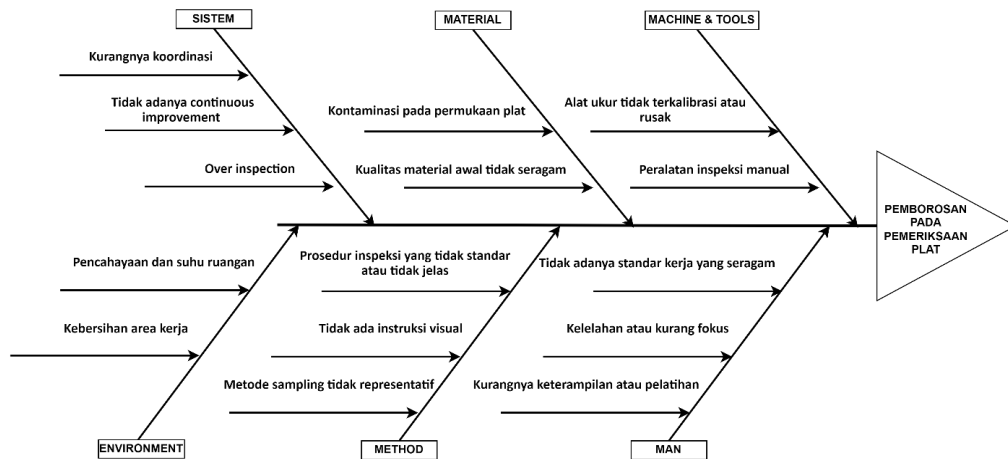 SISTEM
MATERIAL
MACHINE & TOOLS
Kurangnya koordinasi
Tidak adanya continuous
improvement
Over inspection
Kontaminasi pada permukaan plat
Kualitas material awal tidak seragam
Alat ukur tidak terkalibrasi atau
rusak
Peralatan inspeksi manual
PEMBOROSAN
PADA
PEMERIKSAAN
PLAT
Pencahayaan dan suhu ruangan
Kebersihan area kerja
Prosedur inspeksi yang tidak standar
atau tidak jelas
Tidak ada instruksi visual
Metode sampling tidak representatif
Tidak adanya standar kerja yang seragam
Kelelahan atau kurang fokus
Kurangnya keterampilan atau pelatihan
ENVIRONMENT
METHOD
MAN